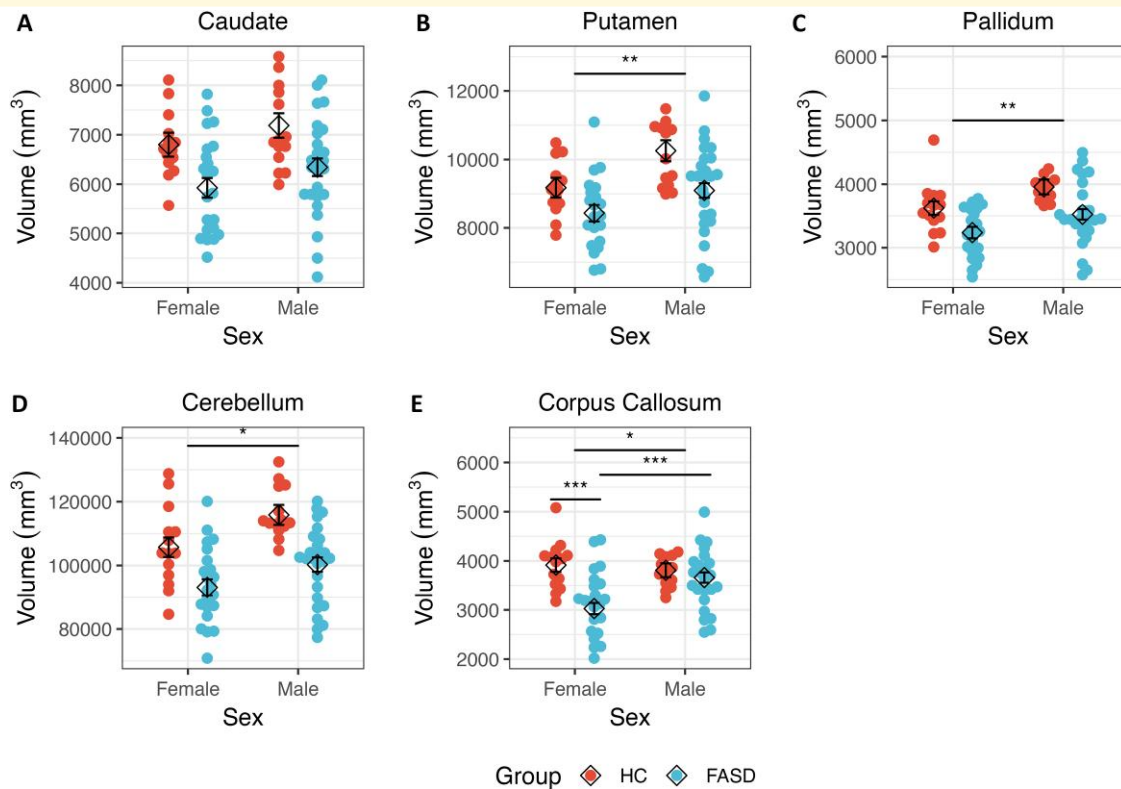 A Caudate
8000
7000
6000
5000
4000
Volume (mm³)
Female Male
Sex
B Putamen
**
12000
10000
8000
Volume (mm³)
Female Male
Sex
C Pallidum
**
6000
5000
4000
3000
Volume (mm³)
Female Male
Sex
D Cerebellum
*
140000
120000
100000
80000
Volume (mm³)
Female Male
Sex
E Corpus Callosum
*
***
***
6000
5000
4000
3000
2000
Volume (mm³)
Female Male
Sex
Group HC FASD